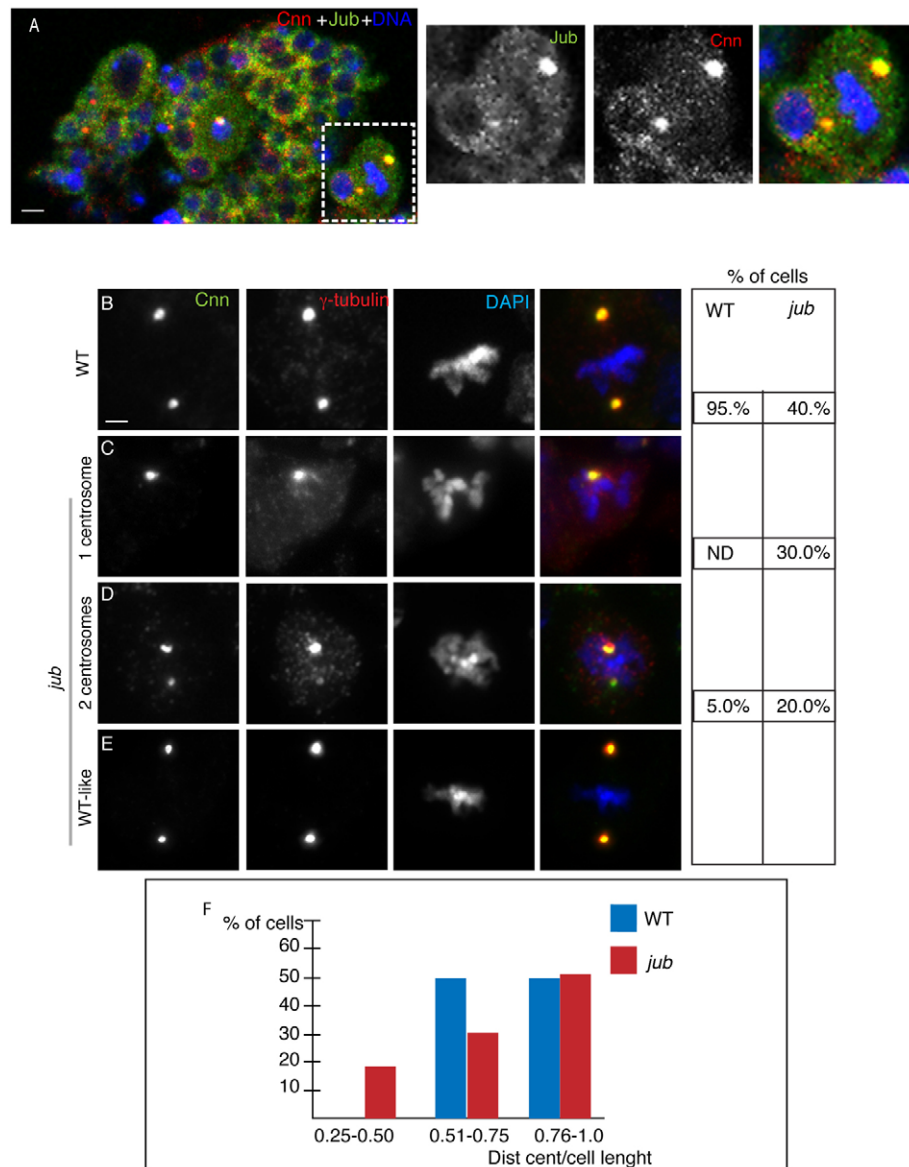 A
Cnn +Jub+DNA
Jub
Cnn
% of cells
WT jub
B
Cnn
γ-tubulin
DAPI
WT
95.% 40.%
C
1 centrosome
ND 30.0%
D
2 centrosomes
jub
5.0% 20.0%
E
WT-like
F
% of cells
WT
jub
60
50
40
30
20
10
0.25-0.50 0.51-0.75 0.76-1.0
Dist cent/cell lenght